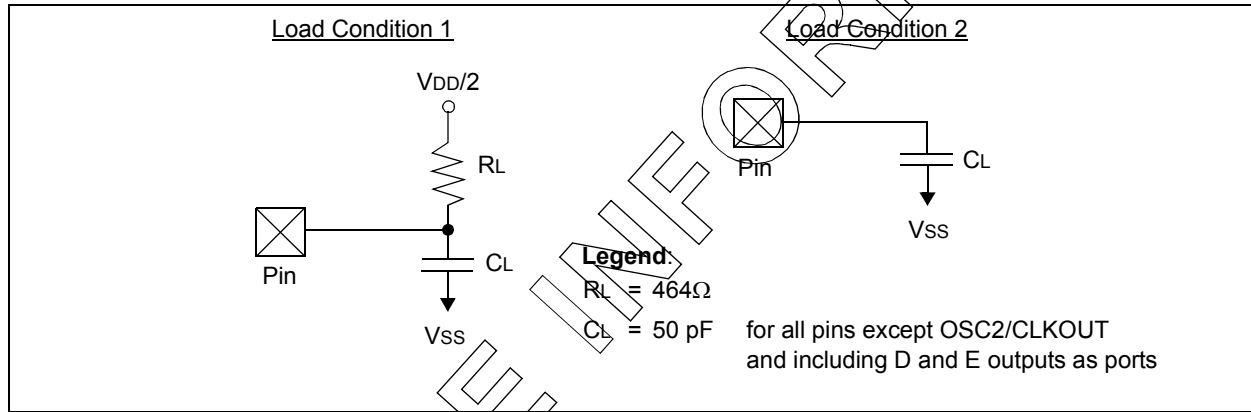 Load Condition 1
Load Condition 2
VDD/2
RL
CL
Pin
VSS
Pin
CL
VSS
Legend:
RL = 464Ω
CL = 50 pF for all pins except OSC2/CLKOUT
and including D and E outputs as ports